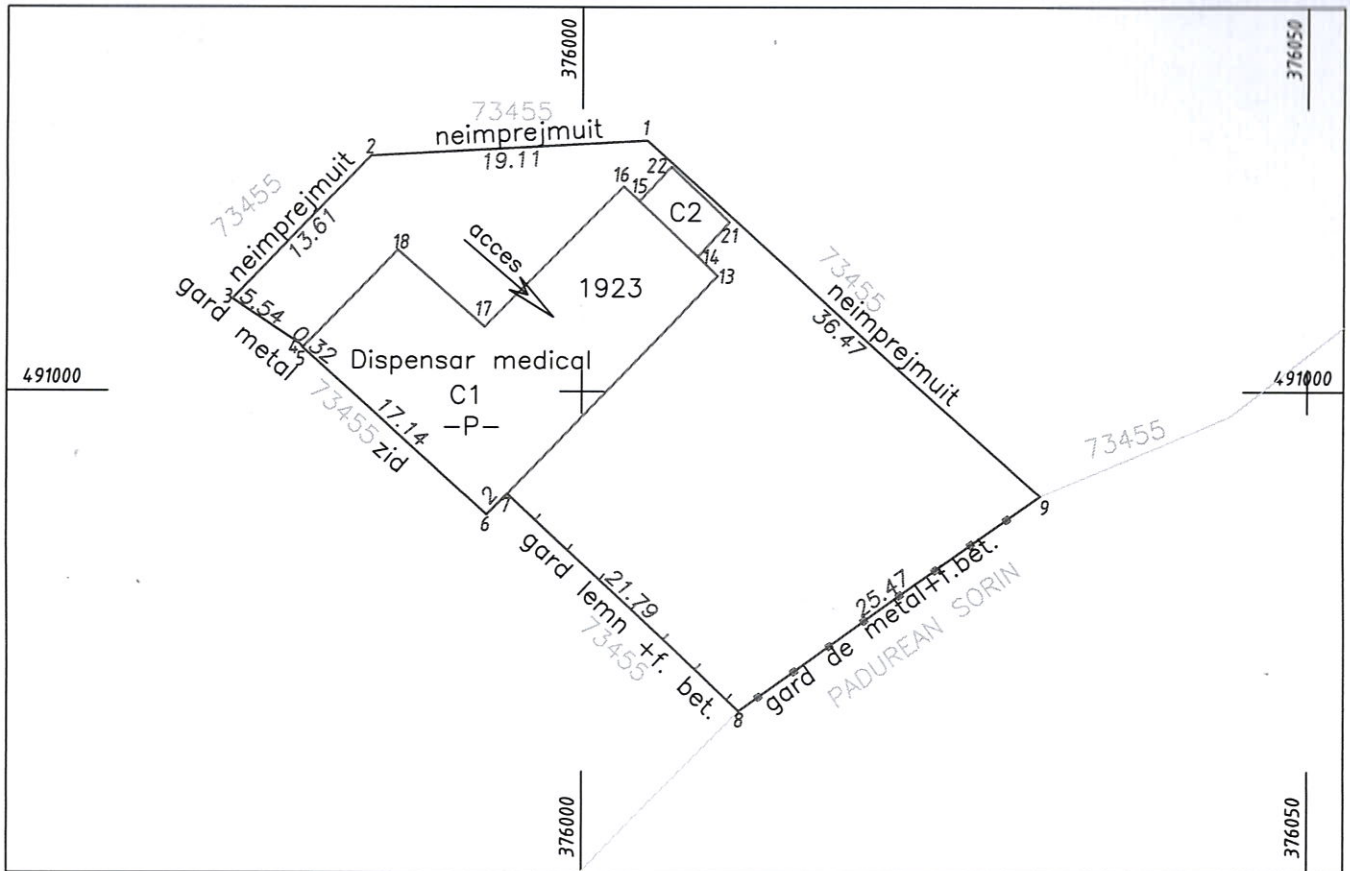 376000
376050
73455
neimprejmuit
19.11
1
2
73455
neimprejmuit
13.61
16
15
22
C2
21
14
13
18
17
acces
1923
73455
neimprejmuit
36.47
3
5.54
0.32
gard metal
45
Dispensar medical
C1
-P-
491000
491000
73455
17.14
zid
73455
2
7
6
9
gard lemn +f. bet.
21.79
73455
25.47
gard de metal+f.bet.
PADUREAN SORIN
8
376000
376050